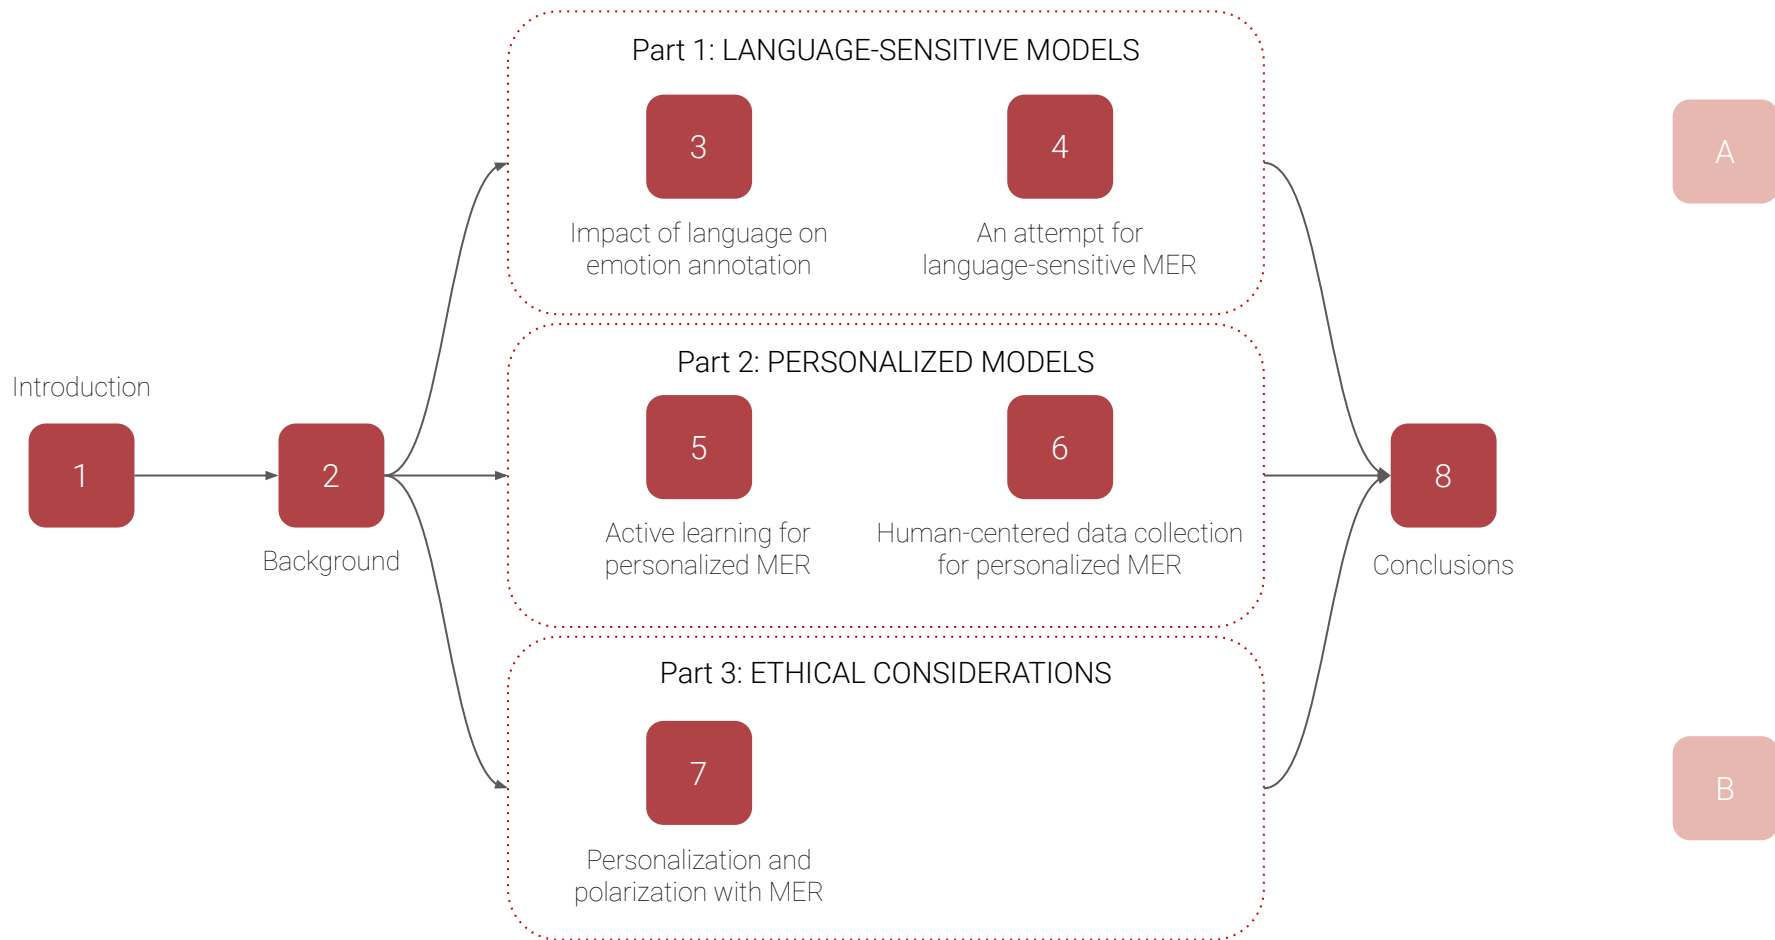 Part 1: LANGUAGE-SENSITIVE MODELS
3
4
Impact of language on
emotion annotation
An attempt for
language-sensitive MER
A
Part 2: PERSONALIZED MODELS
Introduction
1
2
Background
5
6
Active learning for
personalized MER
Human-centered data collection
for personalized MER
8
Conclusions
Part 3: ETHICAL CONSIDERATIONS
7
Personalization and
polarization with MER
B